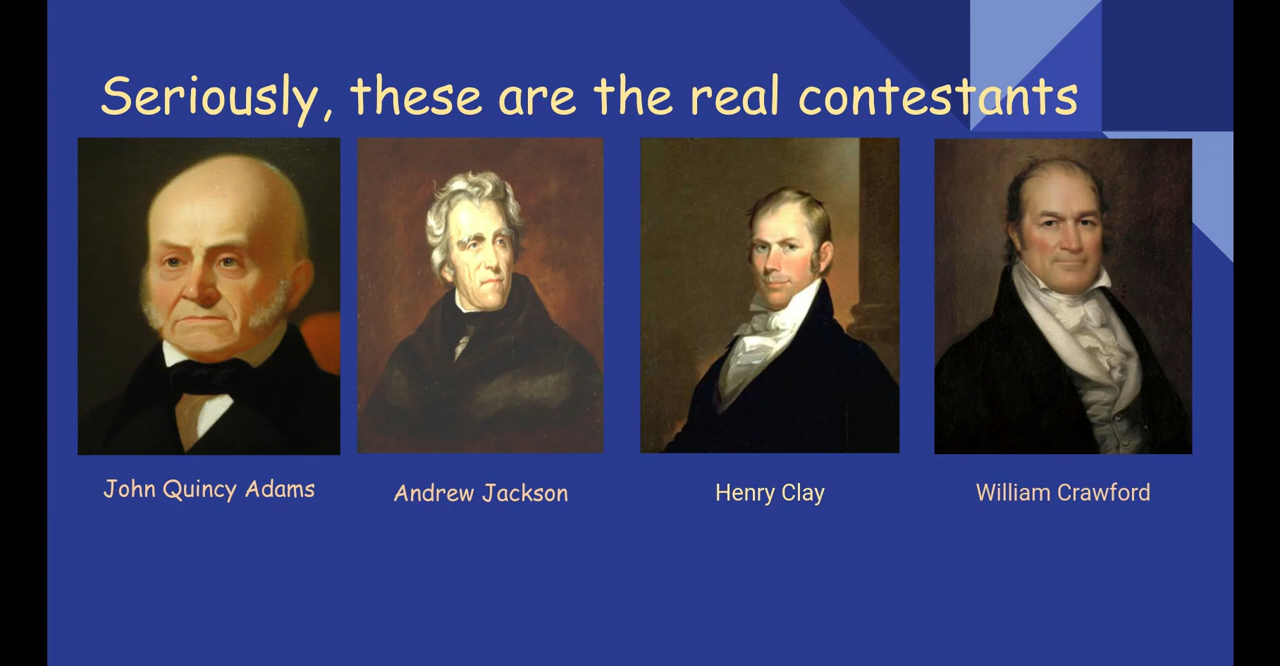 Seriously, these are the real contestants
John Quincy Adams
Andrew Jackson
Henry Clay
William Crawford